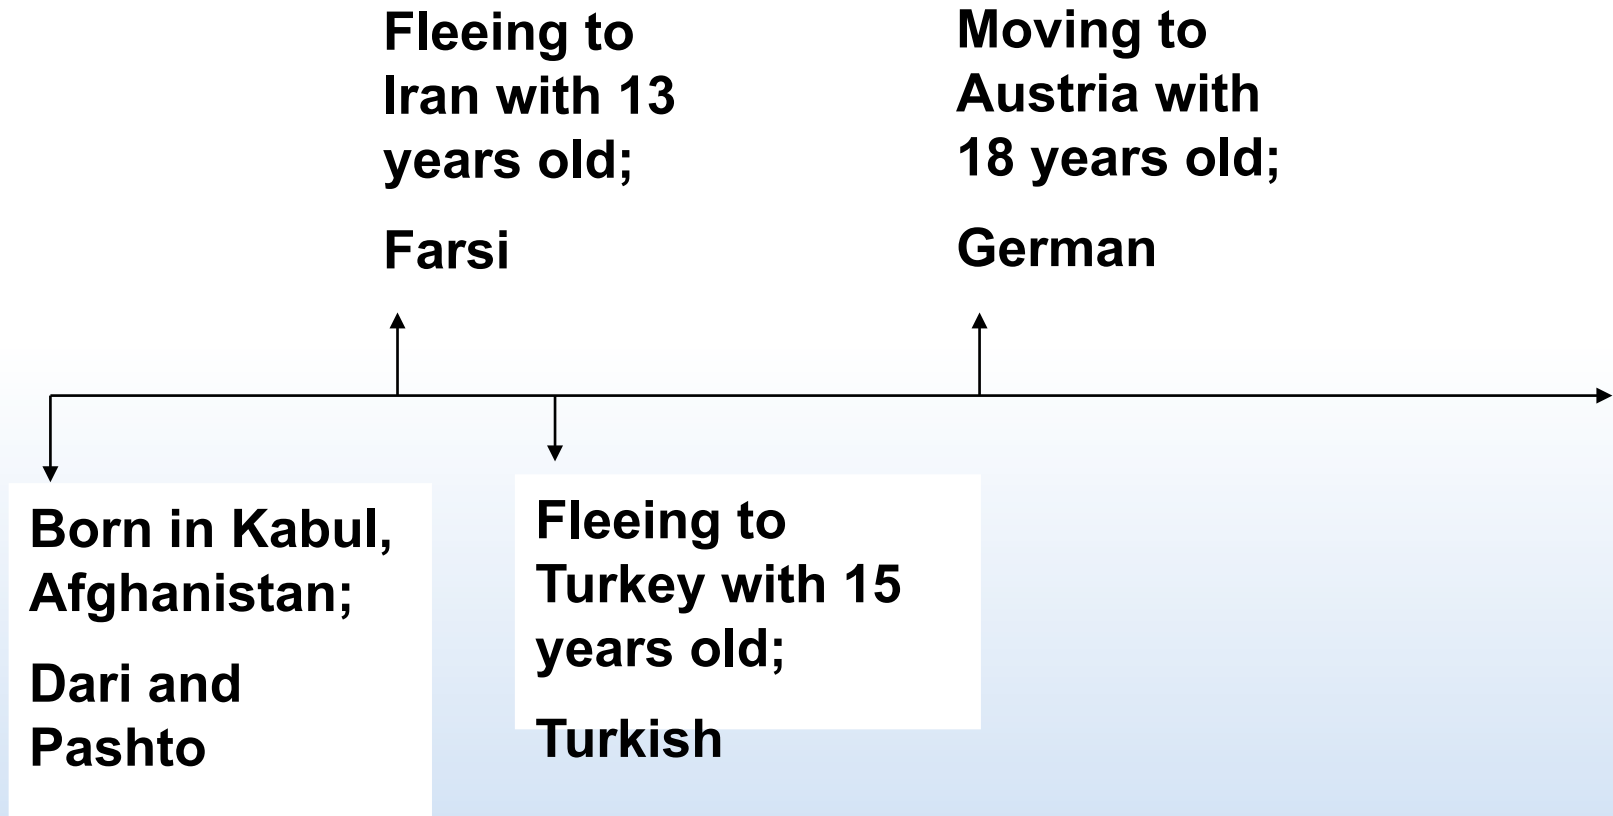 Fleeing to
Iran with 13
years old;
Farsi
Moving to
Austria with
18 years old;
German
Born in Kabul,
Afghanistan;
Dari and
Pashto
Fleeing to
Turkey with 15
years old;
Turkish